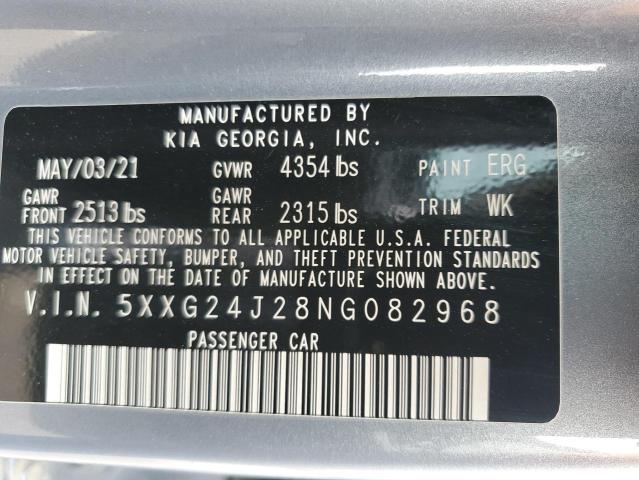 MANUFACTURED BY
KIA GEORGIA, INC.
MAY/03/21 GVWR 4354 lbs PAINT ERG
GAWR FRONT 2513 lbs GAWR REAR 2315 lbs TRIM WK
THIS VEHICLE CONFORMS TO ALL APPLICABLE U.S.A. FEDERAL
MOTOR VEHICLE SAFETY, BUMPER, AND THEFT PREVENTION STANDARDS
IN EFFECT ON THE DATE OF MANUFACTURE SHOWN ABOVE.
V.I.N. 5XXG24J28NG082968
PASSENGER CAR